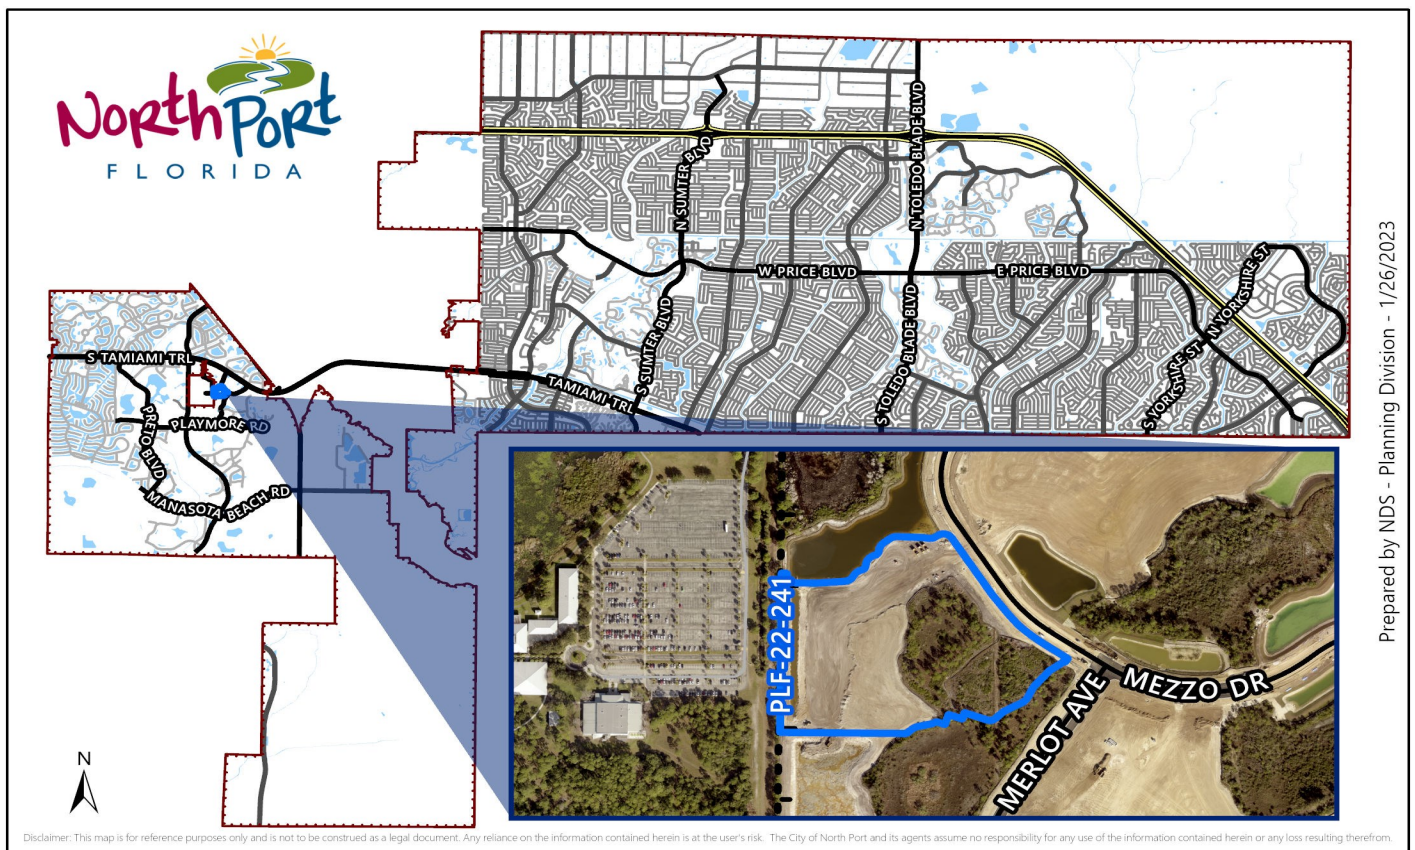 North Port
FLORIDA
N TOLEDO BLADE BLVD
N SUMTER BLVD
W PRICE BLVD
E PRICE BLVD
N YORKSHIRE ST
S YORKSHIRE ST
S TOLEDO BLADE BLVD
S SUMTER BLVD
TAMIAMI TRL
S TAMIAMI TRL
PLAYMORE RD
PRETO BLVD
MANASOTA BEACH RD
PLF-22-241
MEZZO DR
MERLOT AVE
N
Prepared by NDS - Planning Division - 1/26/2023
Disclaimer: This map is for reference purposes only and is not to be construed as a legal document. Any reliance on the information contained herein is at the user's risk. The City of North Port and its agents assume no responsibility for any use of the information contained herein or any loss resulting therefrom.